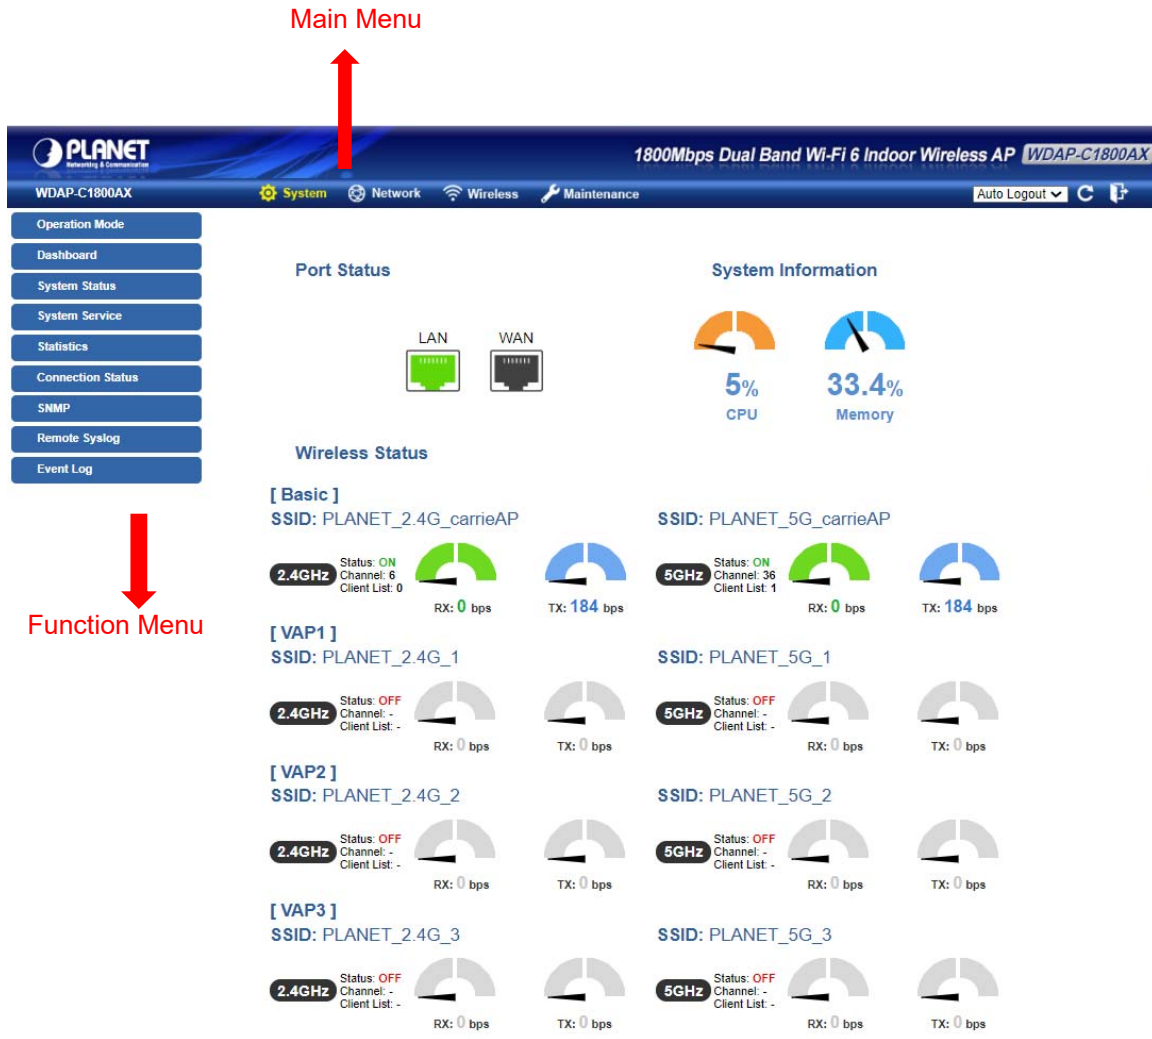 Main Menu
PLANET
Networking & Communication
1800Mbps Dual Band Wi-Fi 6 Indoor Wireless AP WDAP-C1800AX
WDAP-C1800AX System Network Wireless Maintenance Auto Logout
Operation Mode
Dashboard
System Status
System Service
Statistics
Connection Status
SNMP
Remote Syslog
Event Log
Function Menu
Port Status
LAN WAN
System Information
5% 33.4%
CPU Memory
Wireless Status
[ Basic ]
SSID: PLANET_2.4G_carrieAP SSID: PLANET_5G_carrieAP
2.4GHz
Status: ON
Channel: 6
Client List: 0
RX: 0 bps TX: 184 bps
5GHz
Status: ON
Channel: 36
Client List: 1
RX: 0 bps TX: 184 bps
[ VAP1 ]
SSID: PLANET_2.4G_1 SSID: PLANET_5G_1
2.4GHz
Status: OFF
Channel: -
Client List: -
RX: 0 bps TX: 0 bps
5GHz
Status: OFF
Channel: -
Client List: -
RX: 0 bps TX: 0 bps
[ VAP2 ]
SSID: PLANET_2.4G_2 SSID: PLANET_5G_2
2.4GHz
Status: OFF
Channel: -
Client List: -
RX: 0 bps TX: 0 bps
5GHz
Status: OFF
Channel: -
Client List: -
RX: 0 bps TX: 0 bps
[ VAP3 ]
SSID: PLANET_2.4G_3 SSID: PLANET_5G_3
2.4GHz
Status: OFF
Channel: -
Client List: -
RX: 0 bps TX: 0 bps
5GHz
Status: OFF
Channel: -
Client List: -
RX: 0 bps TX: 0 bps